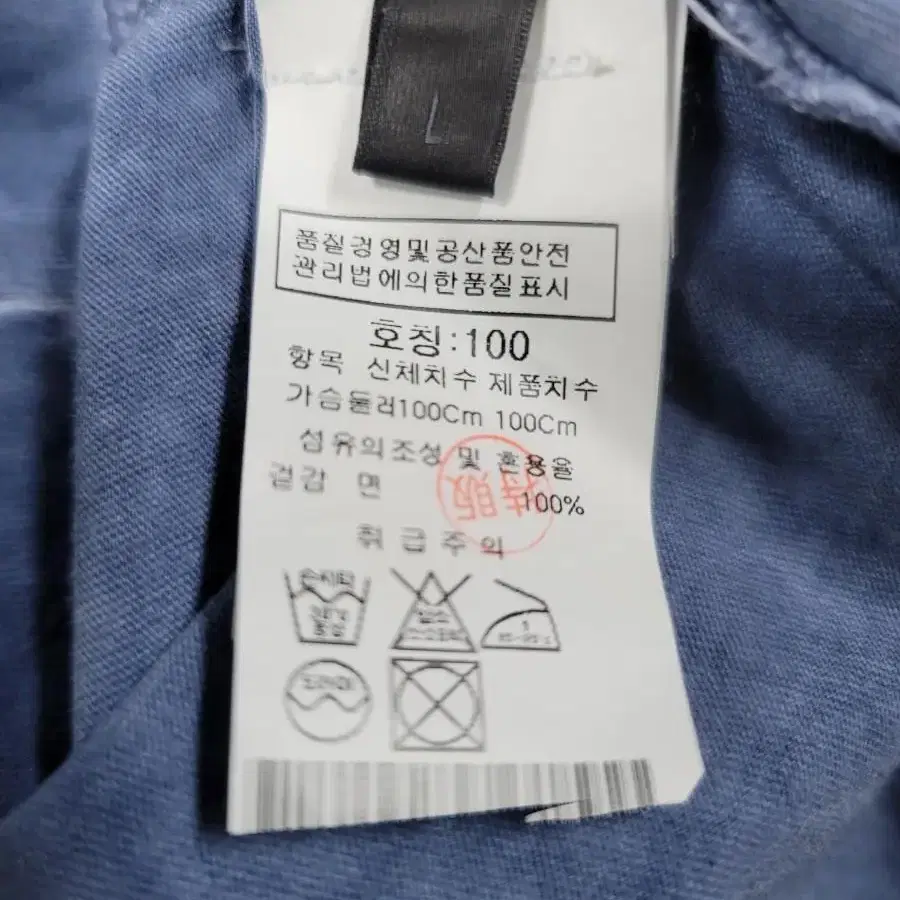 L
품질경영및공산품안전
관리법에의한품질표시
호칭:100
항목 신체치수 제품치수
가슴둘러100Cm 100Cm
섬유의조성 및 혼용율
겉감 면 100%
特販
취급주의
손세탁
드라이